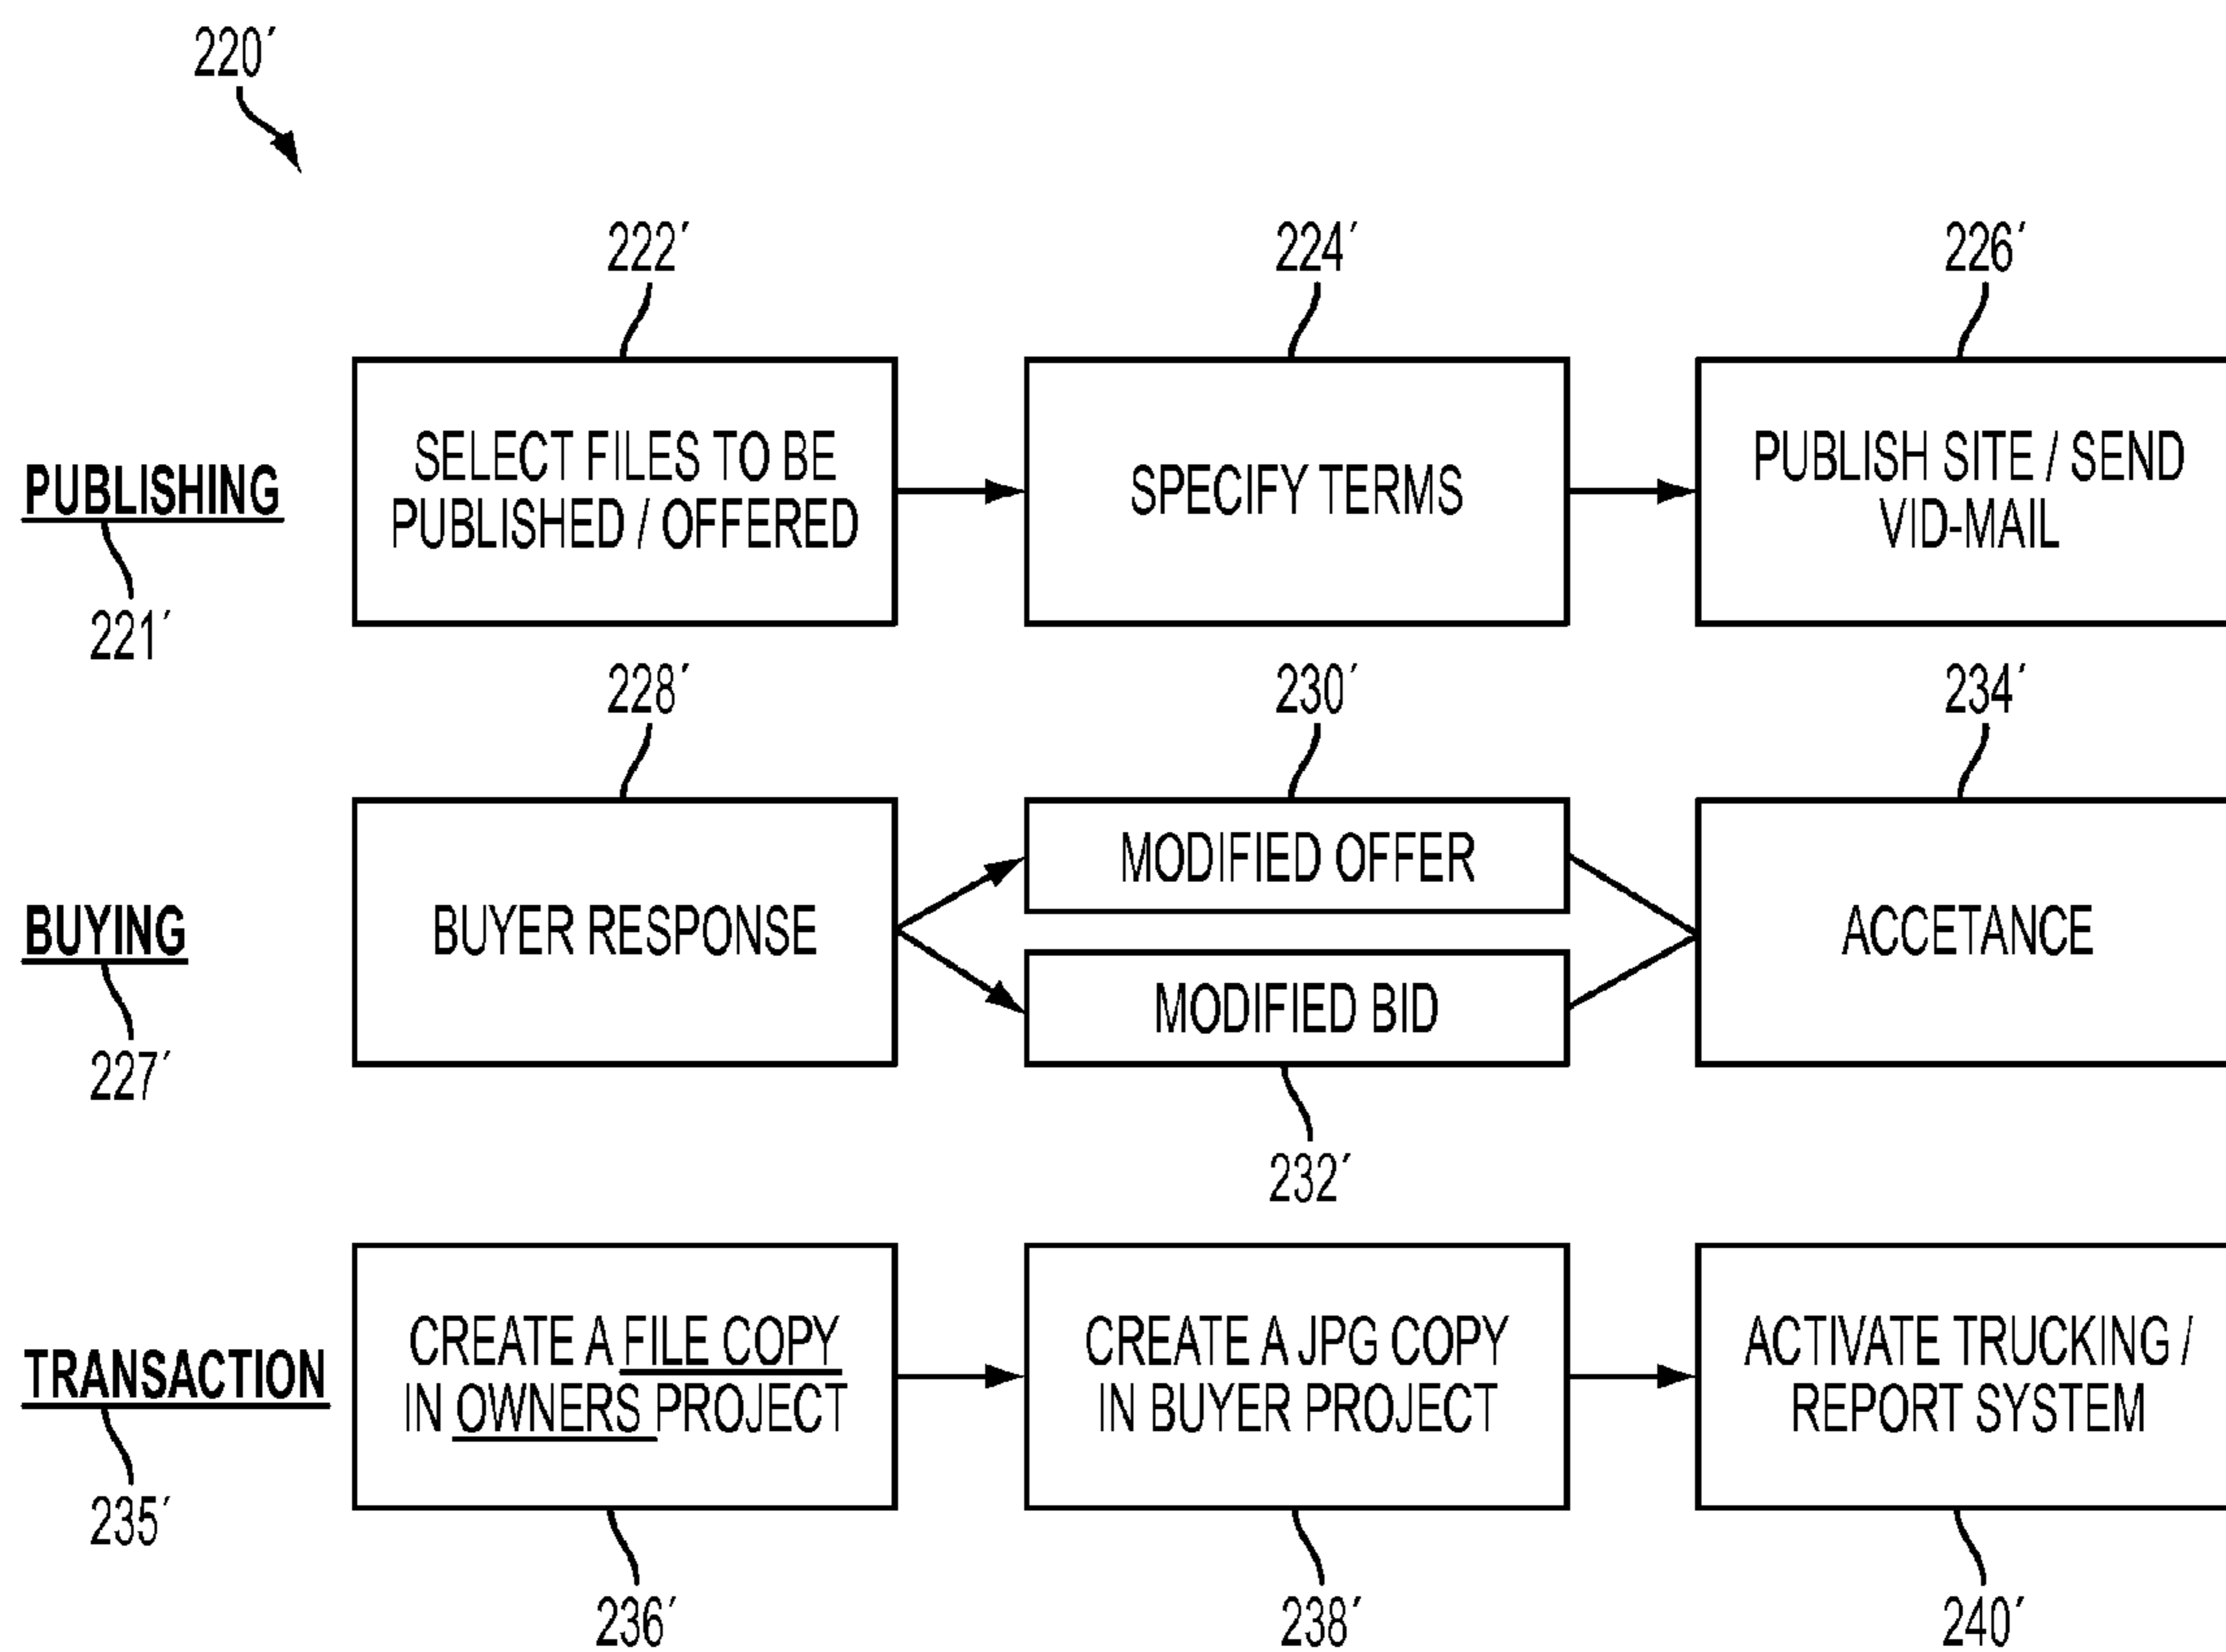 220′
222′
224′
226′
PUBLISHING
221′
SELECT FILES TO BE
PUBLISHED / OFFERED
SPECIFY TERMS
PUBLISH SITE / SEND
VID-MAIL
228′
230′
234′
BUYING
227′
BUYER RESPONSE
MODIFIED OFFER
MODIFIED BID
232′
ACCETANCE
TRANSACTION
235′
CREATE A FILE COPY
IN OWNERS PROJECT
CREATE A JPG COPY
IN BUYER PROJECT
ACTIVATE TRUCKING /
REPORT SYSTEM
236′
238′
240′